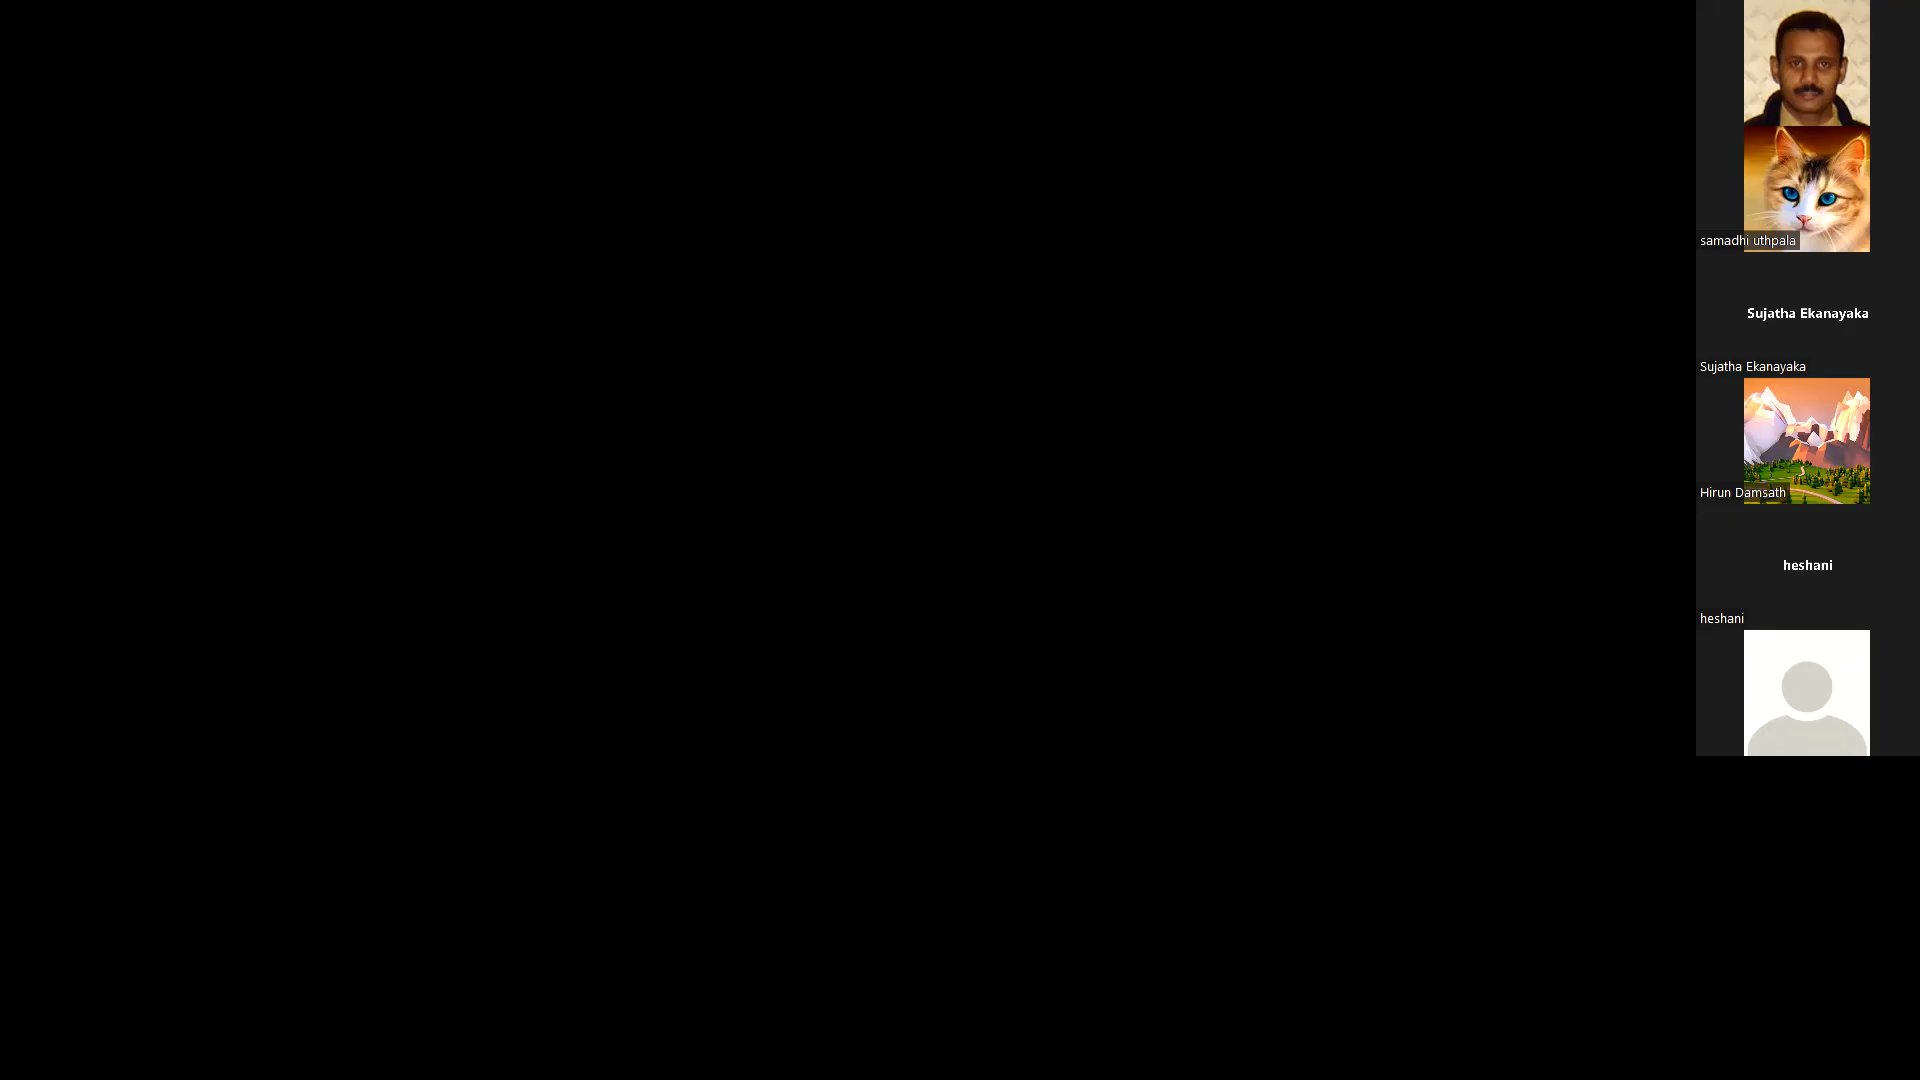 samadhi uthpala
Sujatha Ekanayaka
Sujatha Ekanayaka
Hirun Damsath
heshani
heshani